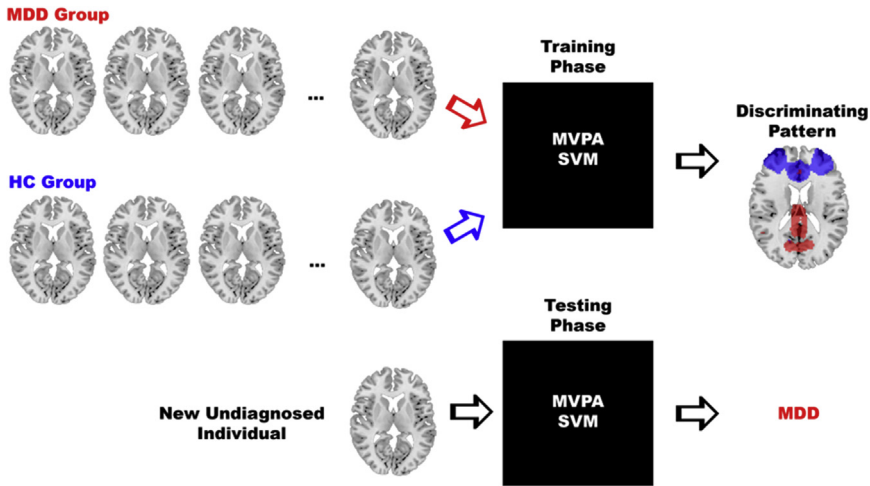 MDD Group
...
Training
Phase
MVPA
SVM
Discriminating
Pattern
HC Group
...
Testing
Phase
New Undiagnosed
Individual
MVPA
SVM
MDD